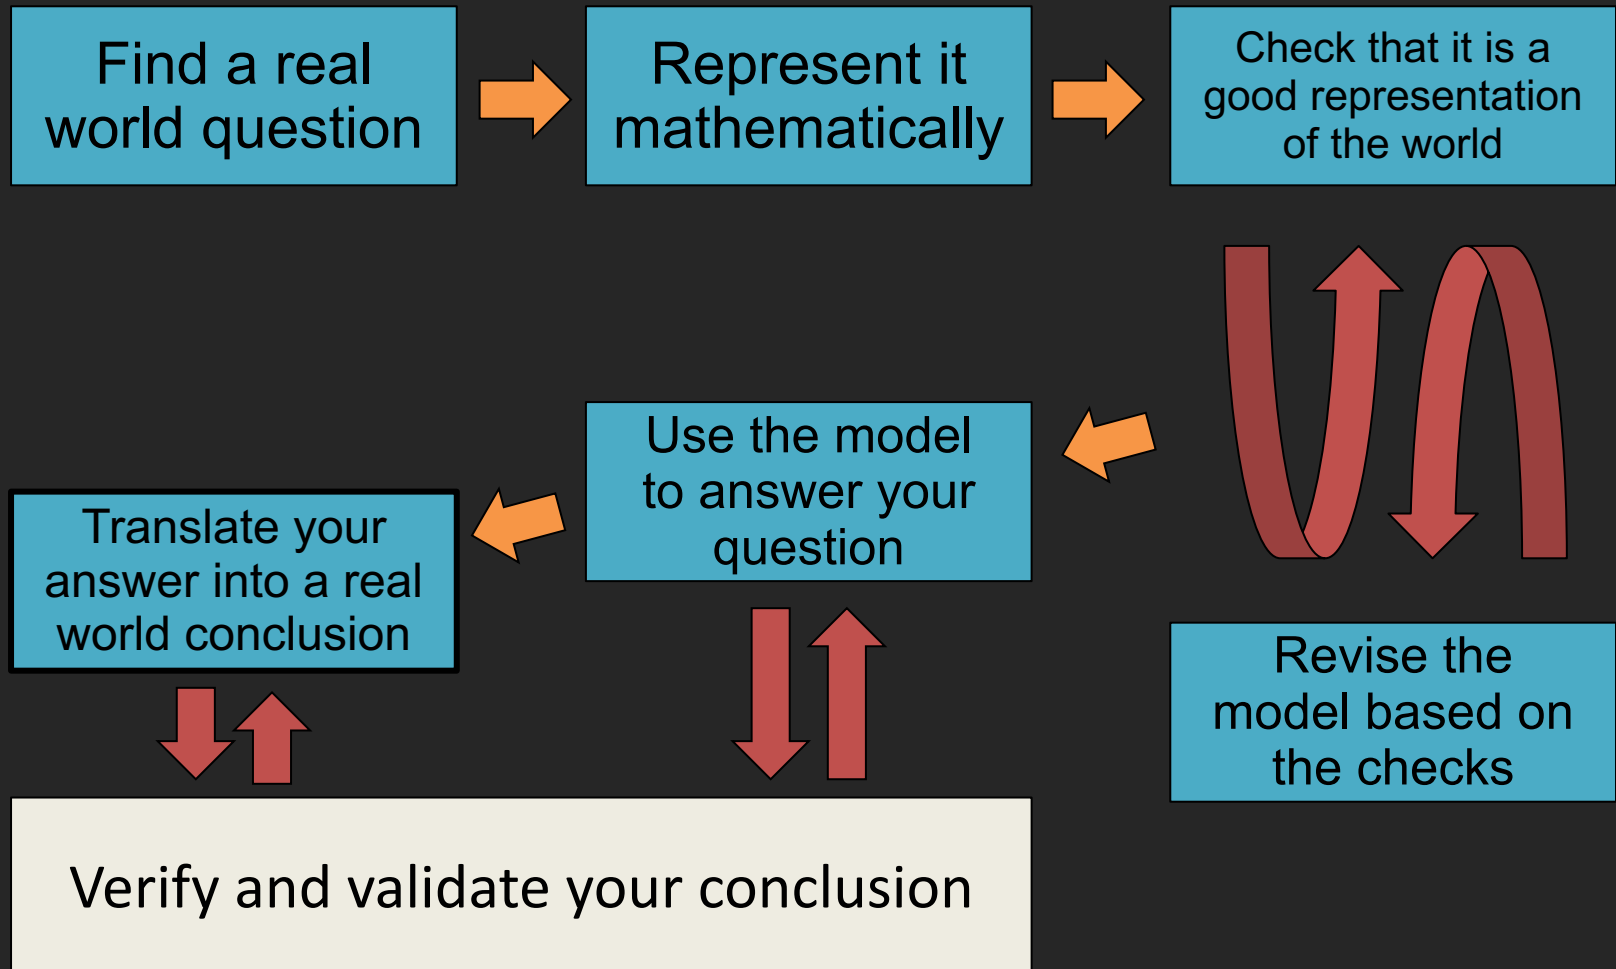 Find a real
world question
Represent it
mathematically
Check that it is a
good representation
of the world
Use the model
to answer your
question
Translate your
answer into a real
world conclusion
Revise the
model based on
the checks
Verify and validate your conclusion